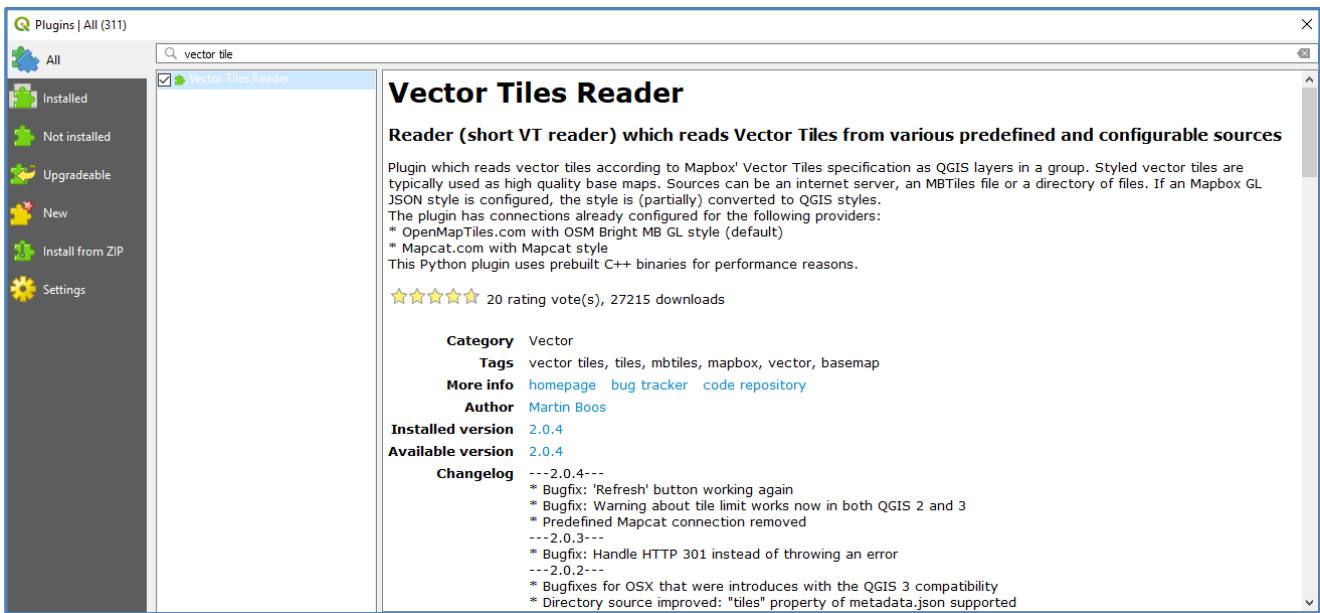 Plugins | All (311)
All
vector tile
Installed
Not installed
Upgradeable
New
Install from ZIP
Settings
Vector Tiles Reader
Vector Tiles Reader
Reader (short VT reader) which reads Vector Tiles from various predefined and configurable sources
Plugin which reads vector tiles according to Mapbox' Vector Tiles specification as QGIS layers in a group. Styled vector tiles are
typically used as high quality base maps. Sources can be an internet server, an MBTiles file or a directory of files. If an Mapbox GL
JSON style is configured, the style is (partially) converted to QGIS styles.
The plugin has connections already configured for the following providers:
* OpenMapTiles.com with OSM Bright MB GL style (default)
* Mapcat.com with Mapcat style
This Python plugin uses prebuilt C++ binaries for performance reasons.
20 rating vote(s), 27215 downloads
Category Vector
Tags vector tiles, tiles, mbtiles, mapbox, vector, basemap
More info homepage bug tracker code repository
Author Martin Boos
Installed version 2.0.4
Available version 2.0.4
Changelog ---2.0.4---
* Bugfix: 'Refresh' button working again
* Bugfix: Warning about tile limit works now in both QGIS 2 and 3
* Predefined Mapcat connection removed
---2.0.3---
* Bugfix: Handle HTTP 301 instead of throwing an error
---2.0.2---
* Bugfixes for OSX that were introduces with the QGIS 3 compatibility
* Directory source improved: "tiles" property of metadata.json supported